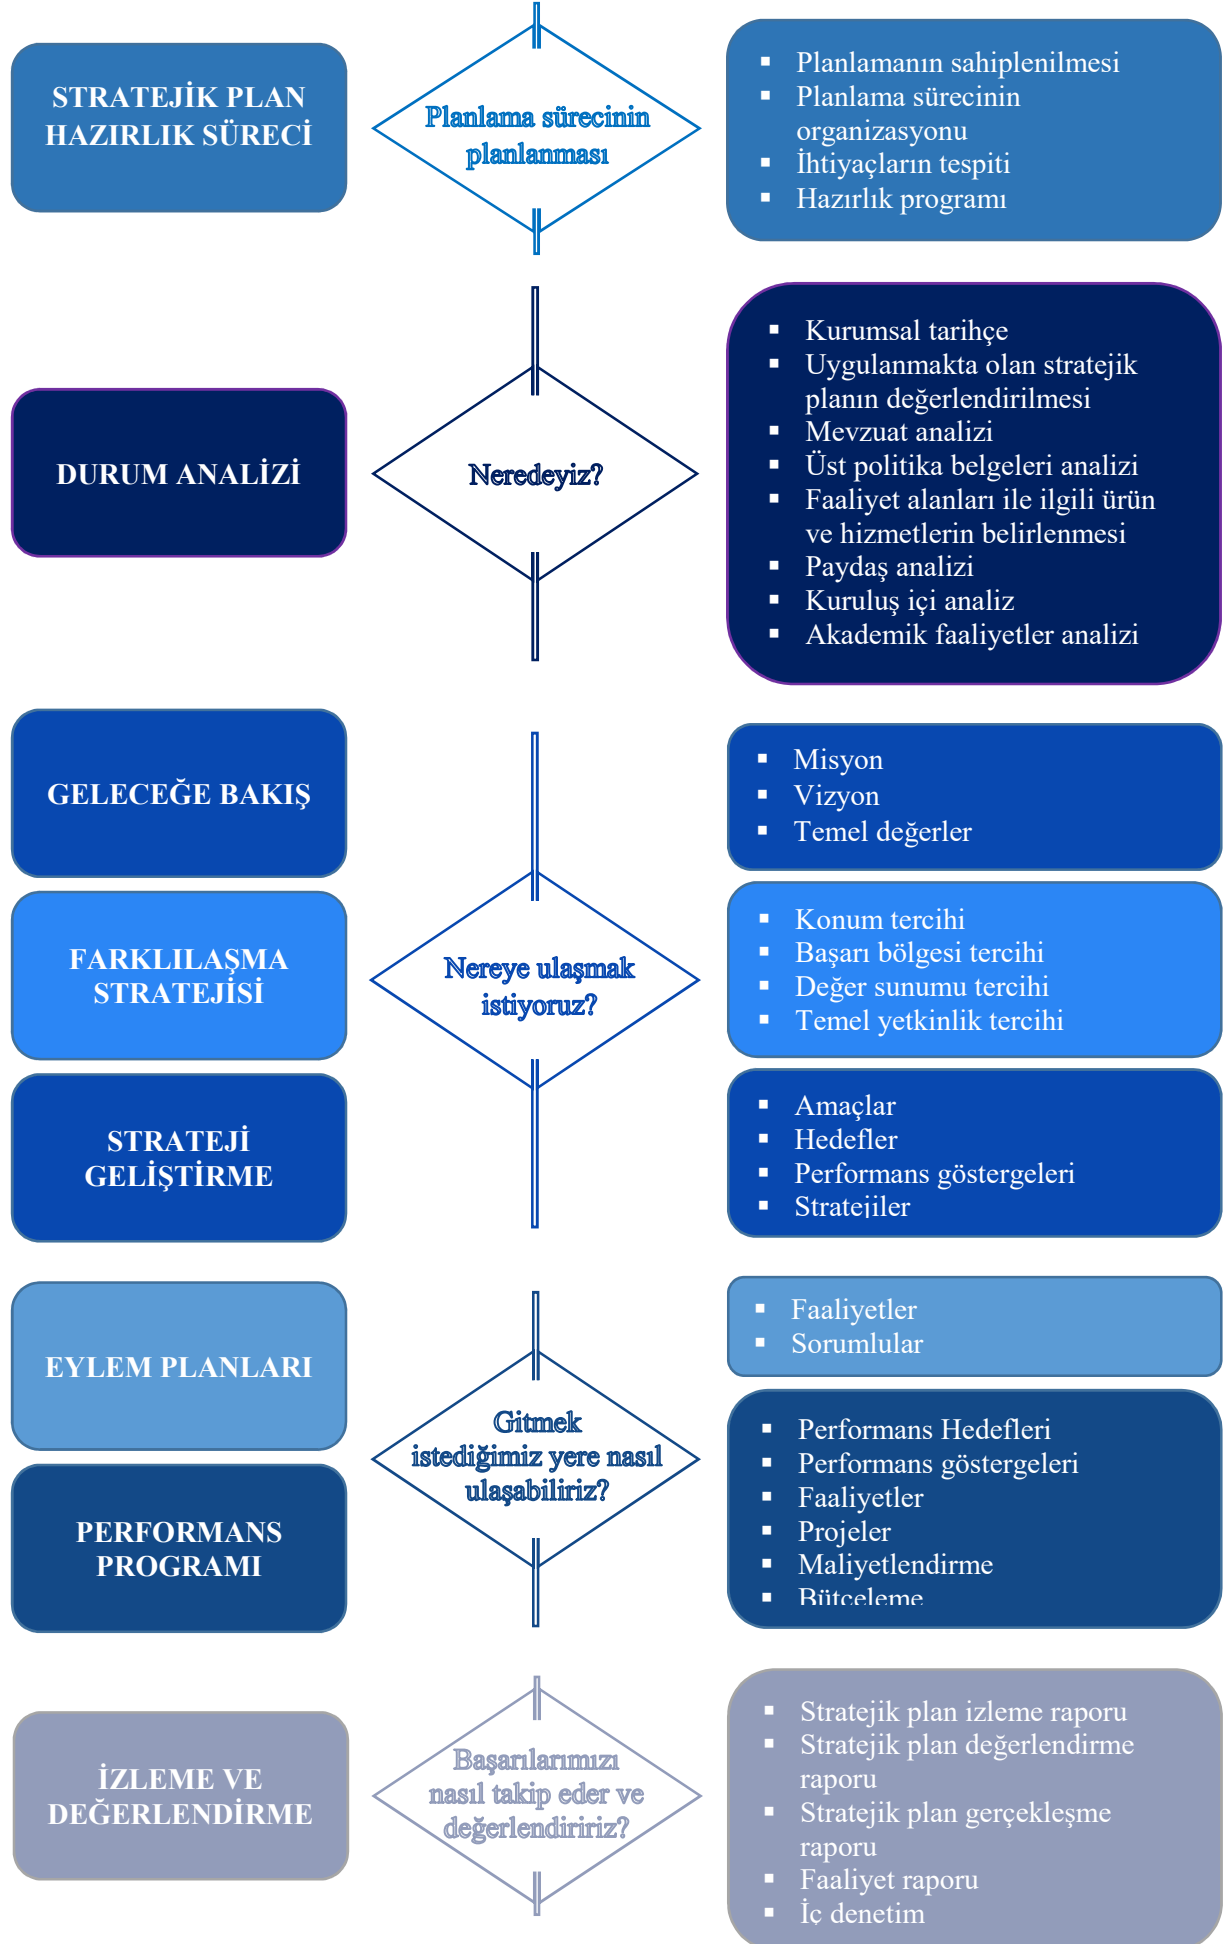 STRATEJİK PLAN
HAZIRLIK SÜRECİ
Planlama sürecinin
planlanması
Planlamanın sahiplenilmesi
Planlama sürecinin
organizasyonu
İhtiyaçların tespiti
Hazırlık programı
DURUM ANALİZİ
Neredeyiz?
Kurumsal tarihçe
Uygulanmakta olan stratejik
planın değerlendirilmesi
Mevzuat analizi
Üst politika belgeleri analizi
Faaliyet alanları ile ilgili ürün
ve hizmetlerin belirlenmesi
Paydaş analizi
Kuruluş içi analiz
Akademik faaliyetler analizi
GELECEĞE BAKIŞ
FARKLILAŞMA
STRATEJİSİ
STRATEJİ
GELİŞTİRME
Nereye ulaşmak
istiyoruz?
Misyon
Vizyon
Temel değerler
Konum tercihi
Başarı bölgesi tercihi
Değer sunumu tercihi
Temel yetkinlik tercihi
Amaçlar
Hedefler
Performans göstergeleri
Stratejiler
EYLEM PLANLARI
PERFORMANS
PROGRAMI
Gitmek
istediğimiz yere nasıl
ulaşabiliriz?
Faaliyetler
Sorumlular
Performans Hedefleri
Performans göstergeleri
Faaliyetler
Projeler
Maliyetlendirme
Bütçeleme
İZLEME VE
DEĞERLENDİRME
Başarılarımızı
nasıl takip eder ve
değerlendiririz?
Stratejik plan izleme raporu
Stratejik plan değerlendirme
raporu
Stratejik plan gerçekleşme
raporu
Faaliyet raporu
İç denetim